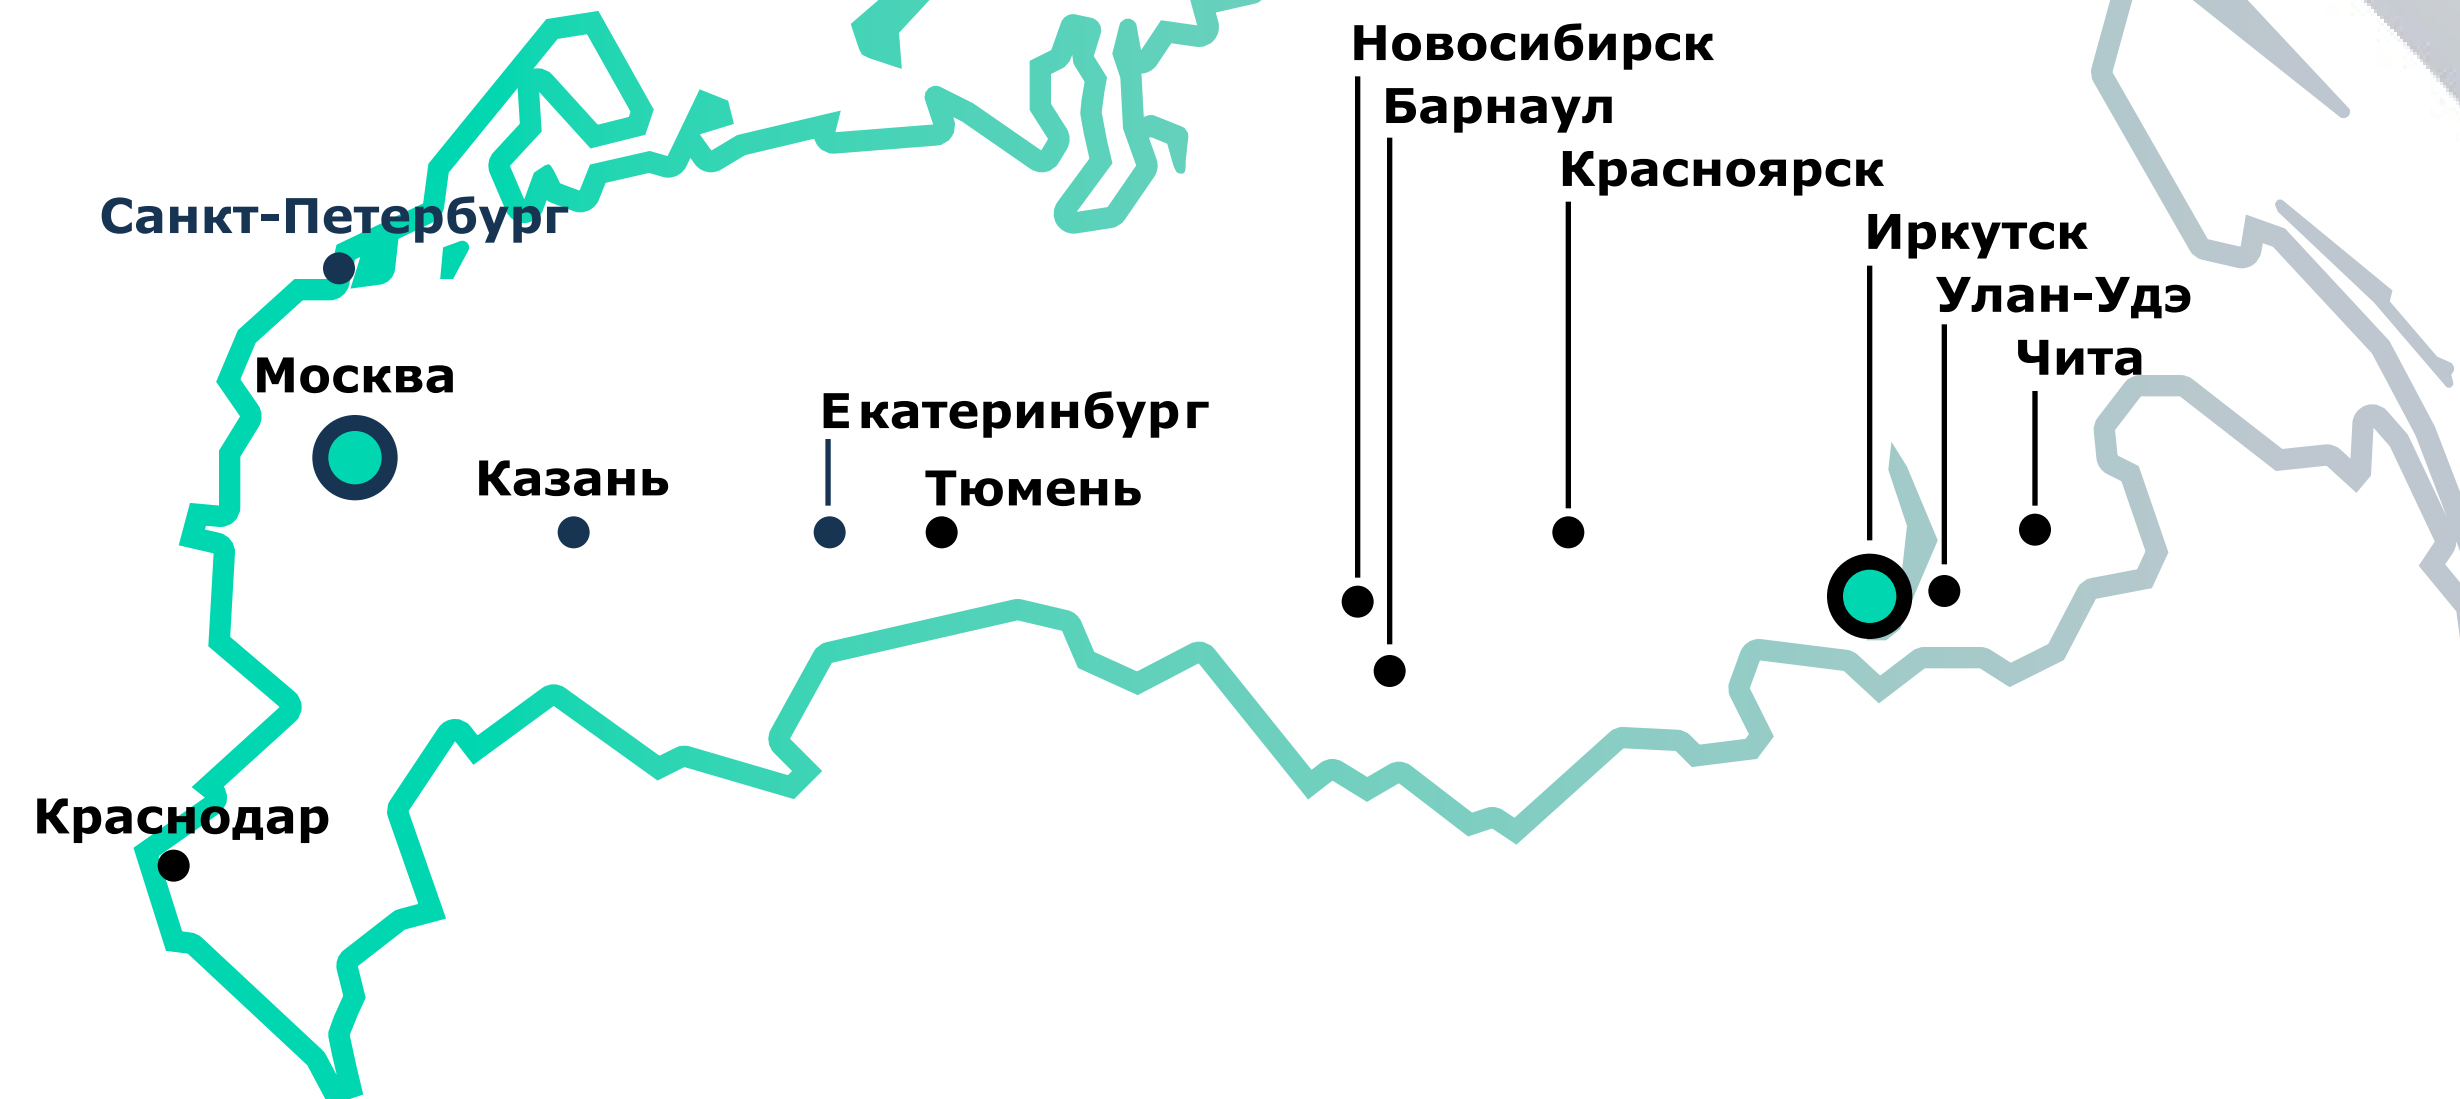 Новосибирск
Барнаул
Красноярск
Санкт-Петербург
Иркутск
Улан-Удэ
Чита
Москва
Екатеринбург
Казань
Тюмень
Краснодар